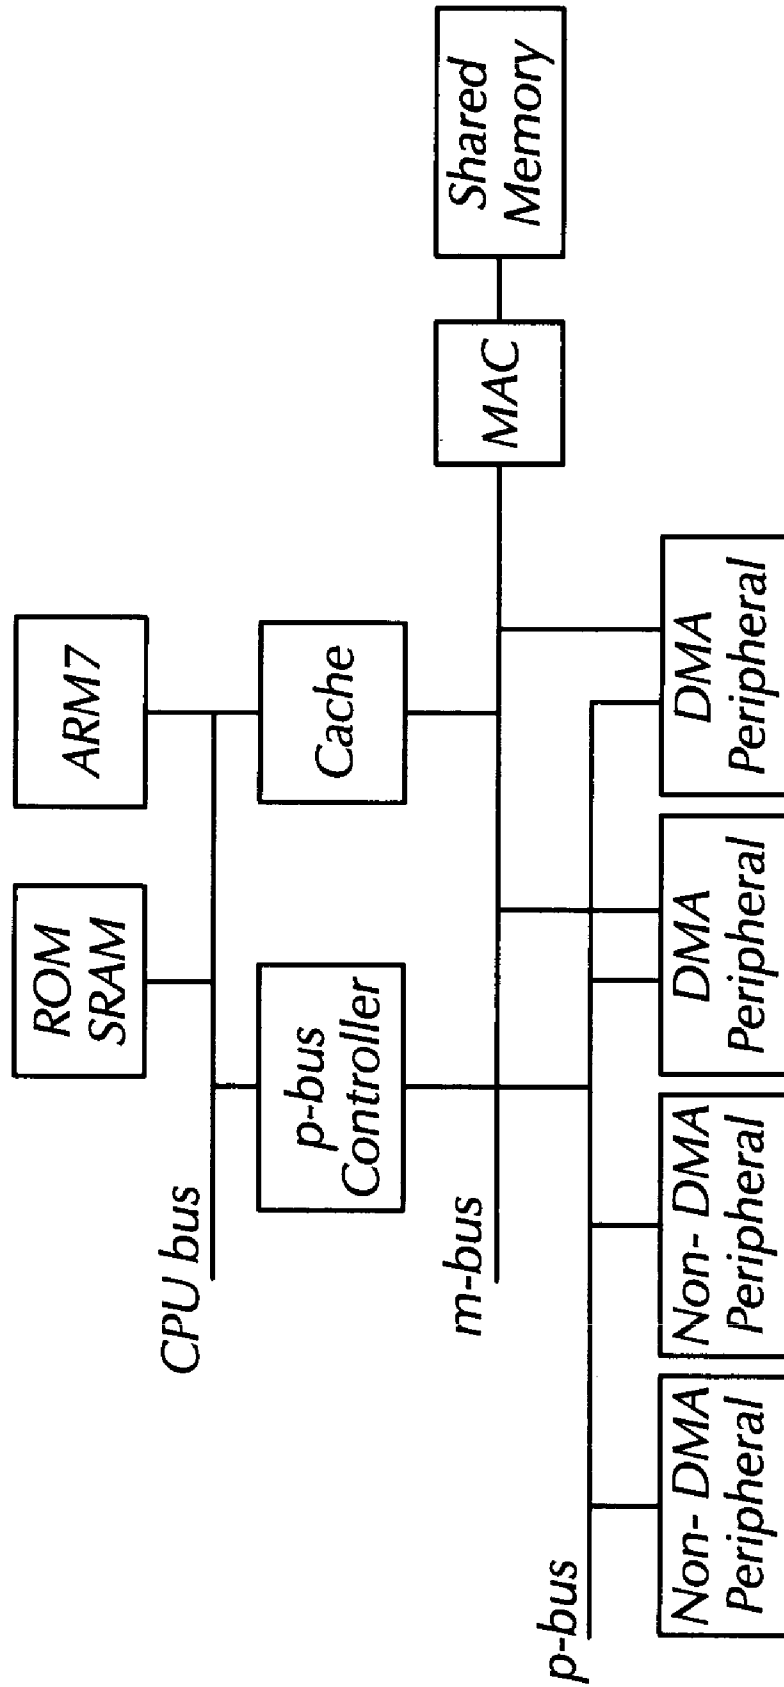 ROM
SRAM
ARM7
CPU bus
p-bus
Controller
Cache
m-bus
MAC
Shared
Memory
p-bus
Non- DMA
Peripheral
Non- DMA
Peripheral
DMA
Peripheral
DMA
Peripheral